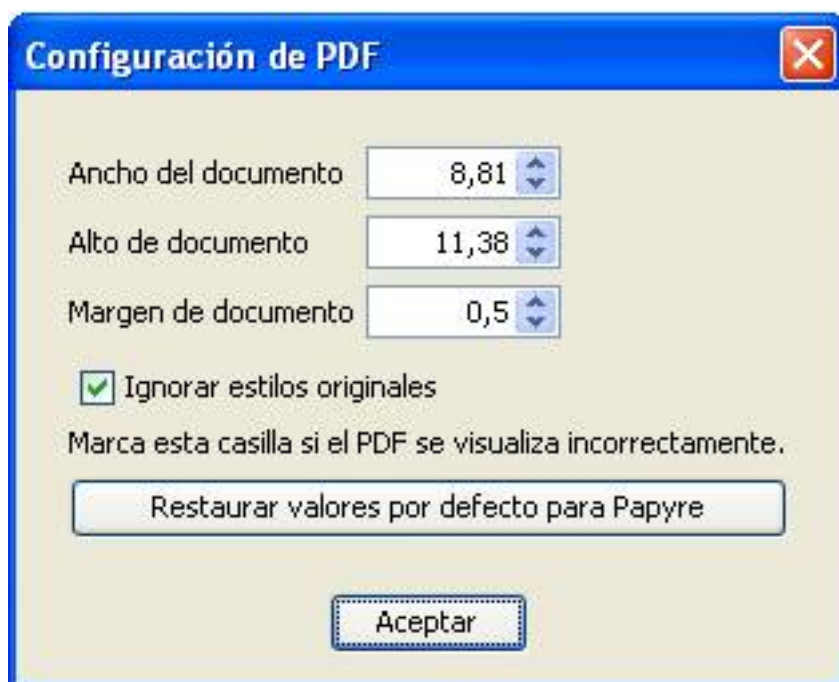 Configuración de PDF
Ancho del documento 8,81
Alto de documento 11,38
Margen de documento 0,5
Ignorar estilos originales
Marca esta casilla si el PDF se visualiza incorrectamente.
Restaurar valores por defecto para Papyre
Aceptar